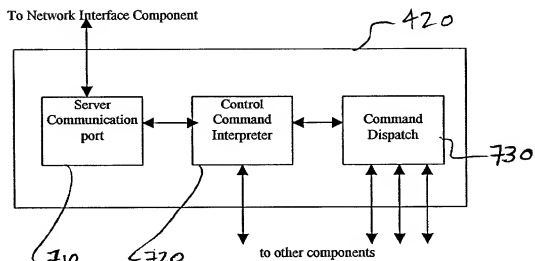 To Network Interface Component
420
Server
Communication
port
Control
Command
Interpreter
Command
Dispatch
730
710
720
to other components